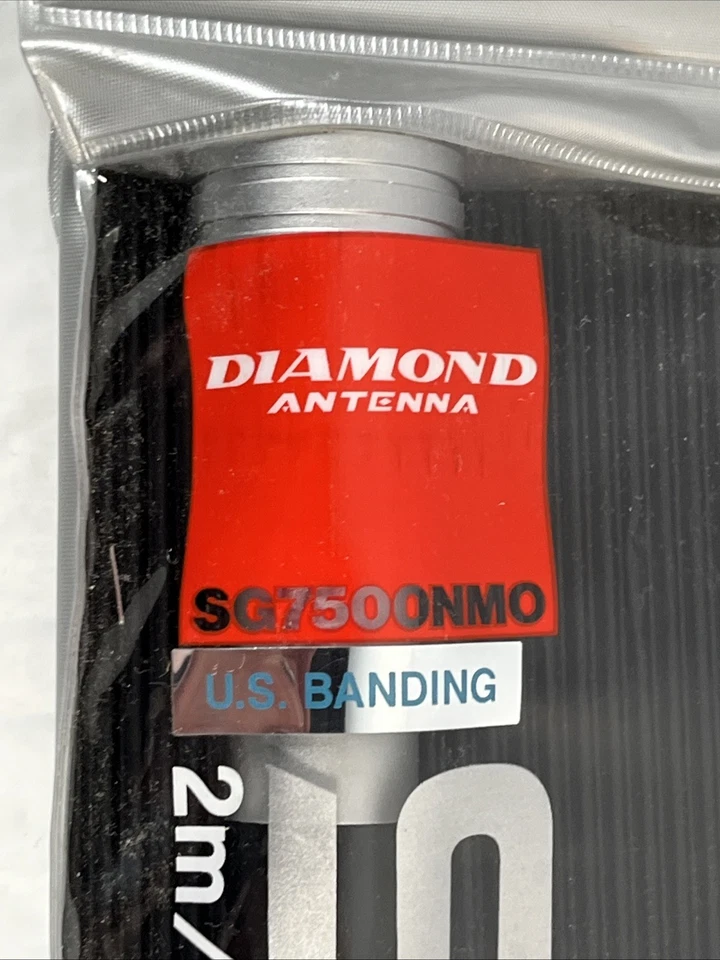 DIAMOND
ANTENNA
SG7500NMO
U.S. BANDING
2m/